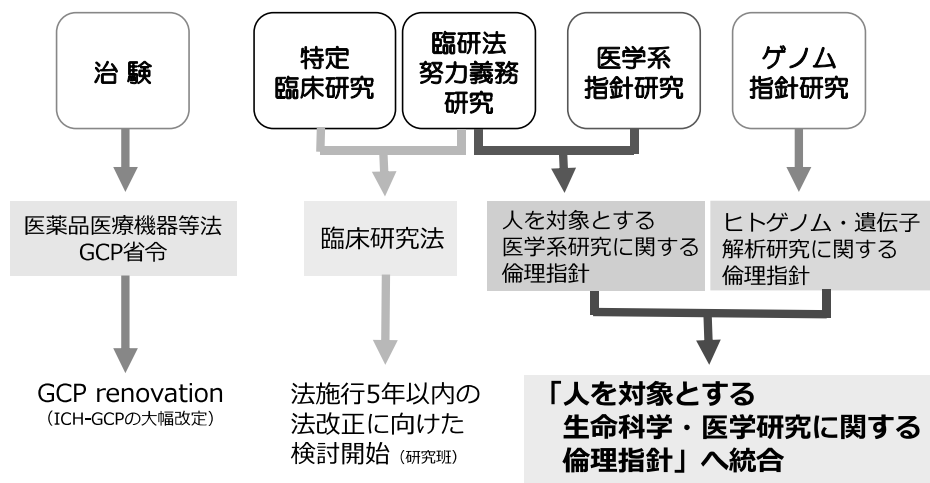 治 験
特定
臨床研究
臨研法
努力義務
研究
医学系
指針研究
ゲノム
指針研究
医薬品医療機器等法
GCP省令
臨床研究法
人を対象とする
医学系研究に関する
倫理指針
ヒトゲノム・遺伝子
解析研究に関する
倫理指針
GCP renovation
（ICH-GCPの大幅改定）
法施行5年以内の
法改正に向けた
検討開始（研究班）
「人を対象とする
生命科学・医学研究に関する
倫理指針」へ統合